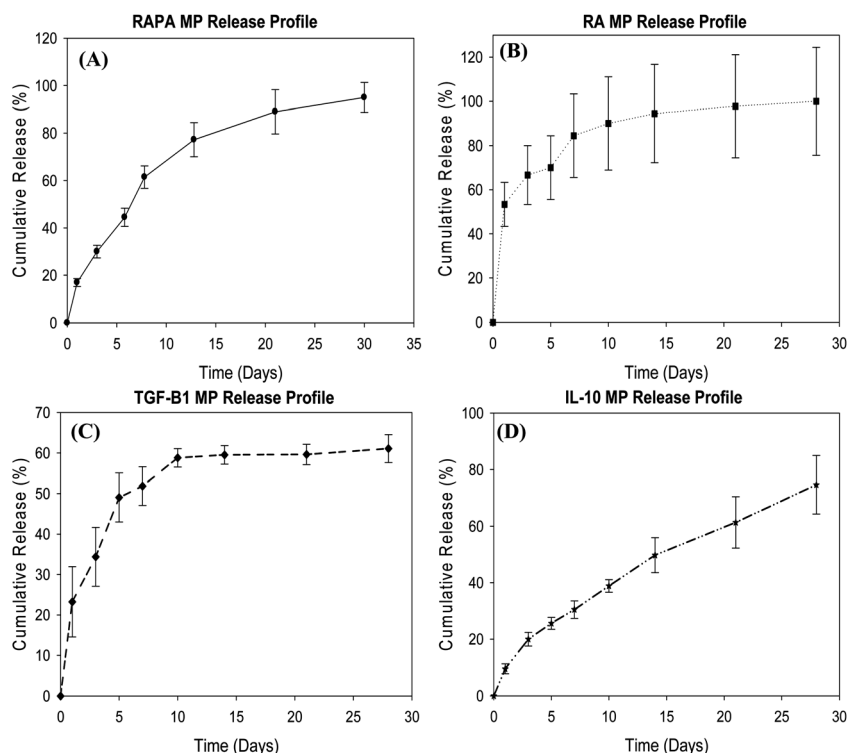 RAPA MP Release Profile
(A)
Cumulative Release (%)
120
100
80
60
40
20
0
0 5 10 15 20 25 30 35
Time (Days)
RA MP Release Profile
(B)
Cumulative Release (%)
120
100
80
60
40
20
0
0 5 10 15 20 25 30
Time (Days)
TGF-B1 MP Release Profile
(C)
Cumulative Release (%)
70
60
50
40
30
20
10
0
0 5 10 15 20 25 30
Time (Days)
IL-10 MP Release Profile
(D)
Cumulative Release (%)
100
80
60
40
20
0
0 5 10 15 20 25 30
Time (Days)